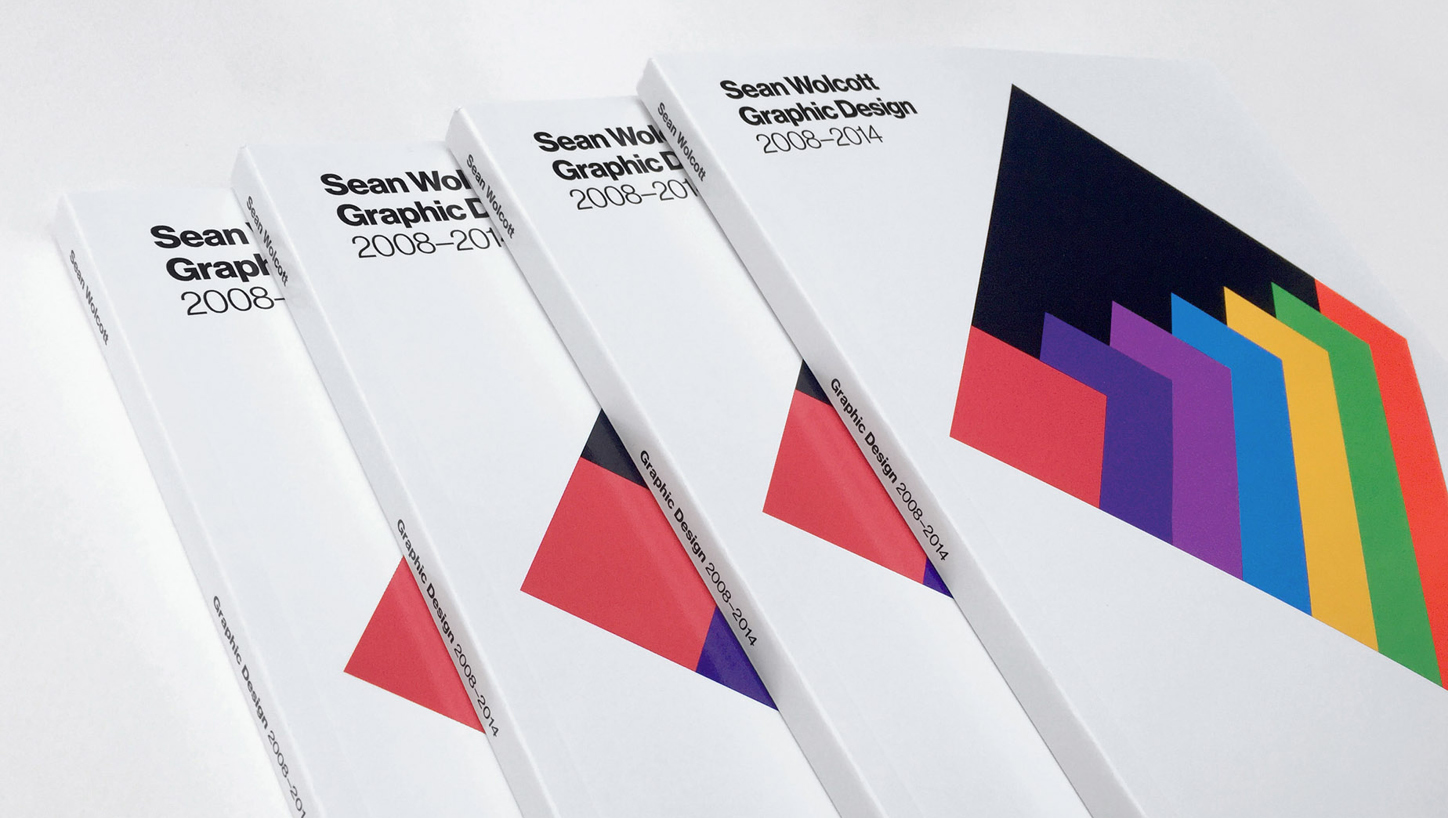 Sean
Graph
2008–
Sean Wolcott
Graphic Design 2008–201
Sean Wol
Graphic D
2008–201
Sean Wolcott
Graphic Design 2008–2014
Sean Wol
Graphic D
2008–201
Sean Wolcott
Graphic Design 2008–2014
Sean Wolcott
Graphic Design
2008–2014
Sean Wolcott
Graphic Design 2008–2014